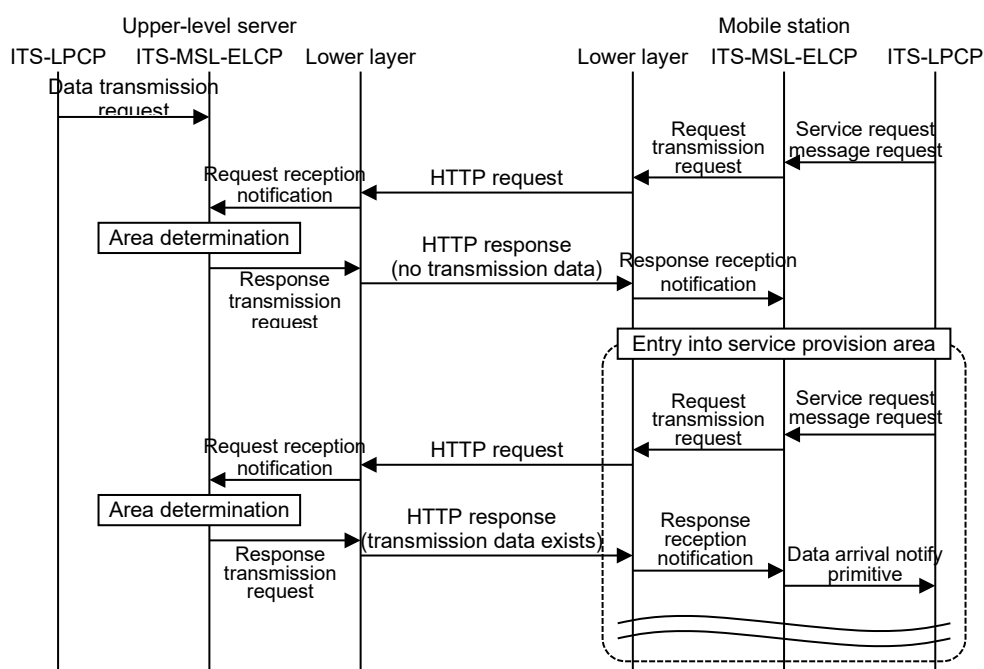 Upper-level server
Mobile station
ITS-LPCP
ITS-MSL-ELCP
Lower layer
Lower layer
ITS-MSL-ELCP
ITS-LPCP
Data transmission
request
Request
transmission
request
Service request
message request
Request reception
notification
HTTP request
Area determination
HTTP response
(no transmission data)
Response reception
notification
Response
transmission
request
Entry into service provision area
Request
transmission
request
Service request
message request
Request reception
notification
HTTP request
Area determination
HTTP response
(transmission data exists)
Response
reception
notification
Data arrival notify
primitive
Response
transmission
request